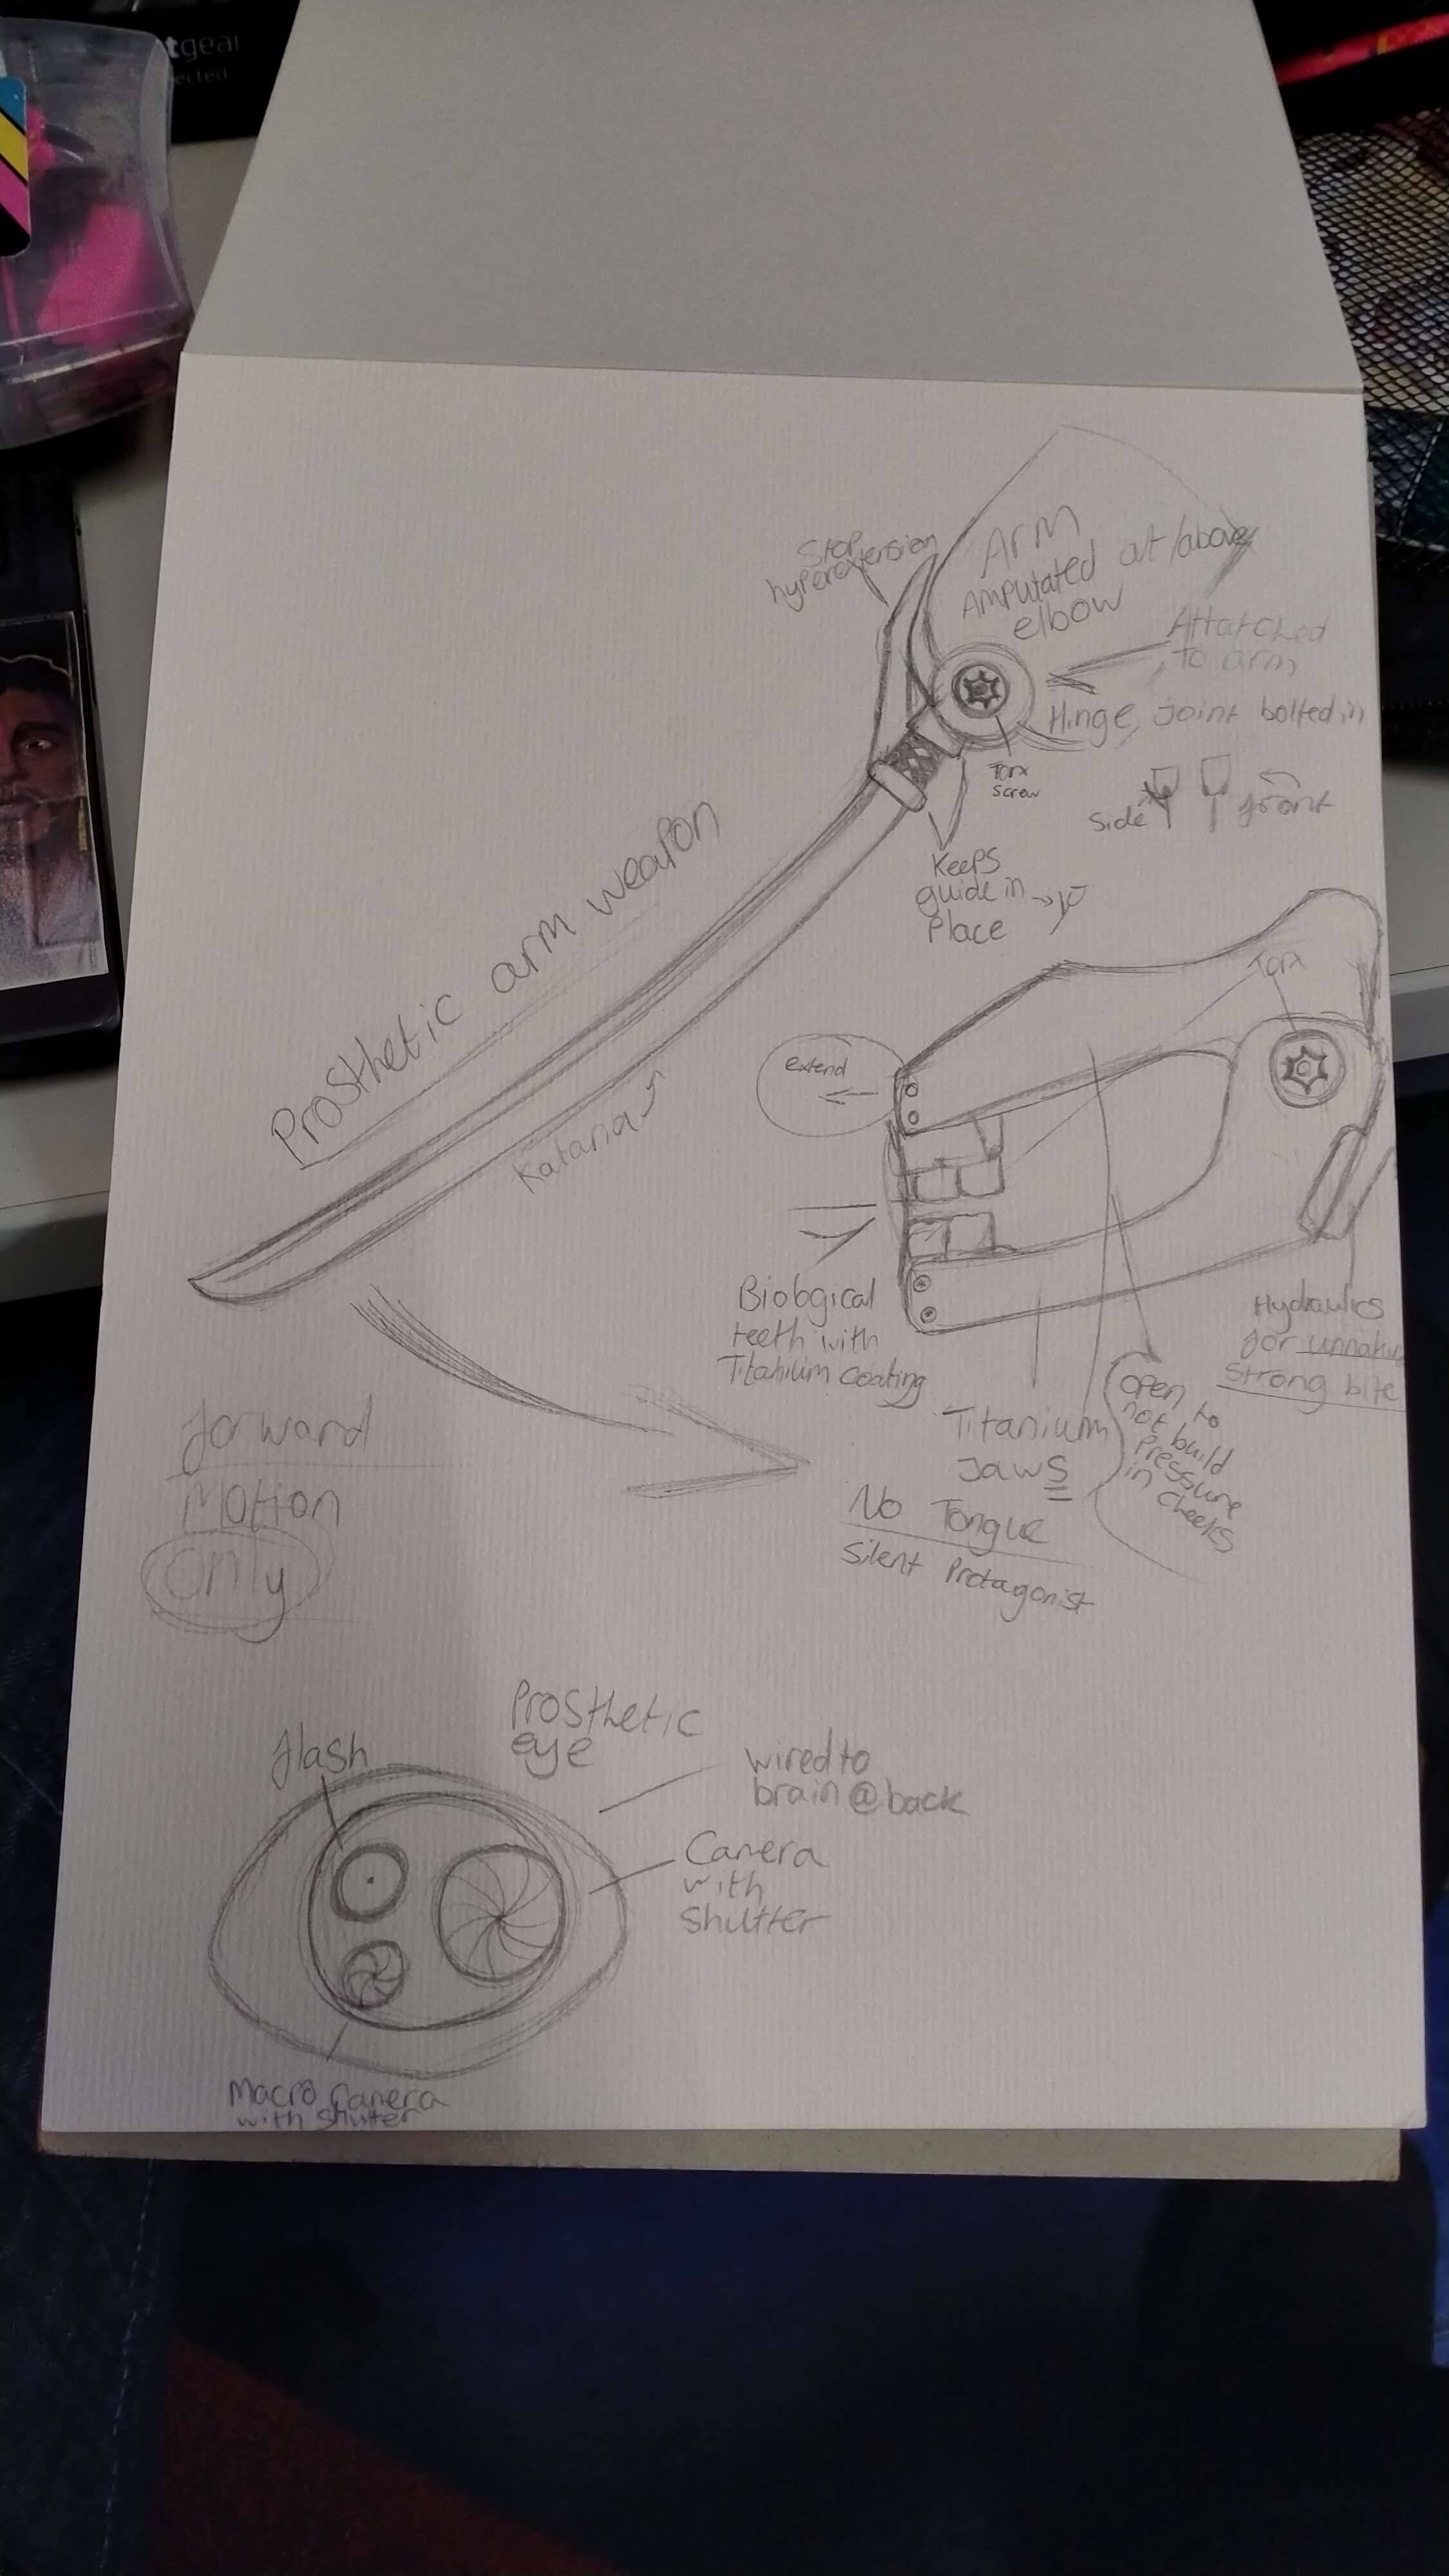 tgear
ected
Stop
hyperextension
Arm
Amputated at/above
elbow
Attatched
to arm
Hinge joint bolted in
Torx
screw
Side
front
Keeps
guide in
Place
Prosthetic arm weapon
Katana
Torx
extend
Biological
teeth with
Titanium coating
Hydraulics
for unnatu
strong bite
Titanium
Jaws
open to
not build
pressure
in cheeks
No Tongue
Silent Protagonist
forward
Motion
only
Prosthetic
eye
flash
wired to
brain @ back
Camera
with
Shutter
Macro Camera
with Shutter